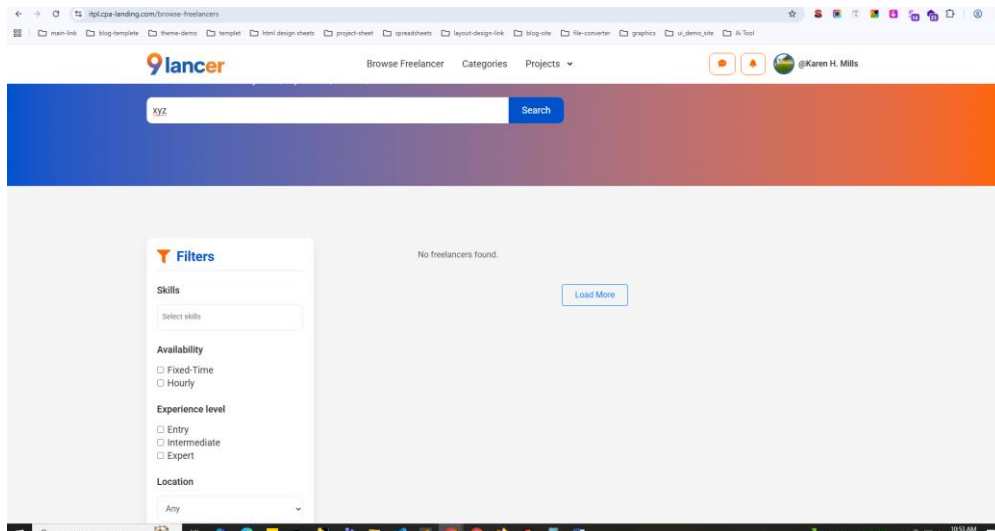 itpl.cpa-landing.com/browse-freelancers
main-link blog-templete theme-demo templet html design sheets project-sheet spreadsheets layout-design-link blog-site file-converter graphics ui_demo_site Ai Tool
9lancer Browse Freelancer Categories Projects @Karen H. Mills
xyz Search
Filters
No freelancers found.
Skills
Load More
Select skills
Availability
Fixed-Time
Hourly
Experience level
Entry
Intermediate
Expert
Location
Any
10:53 AM